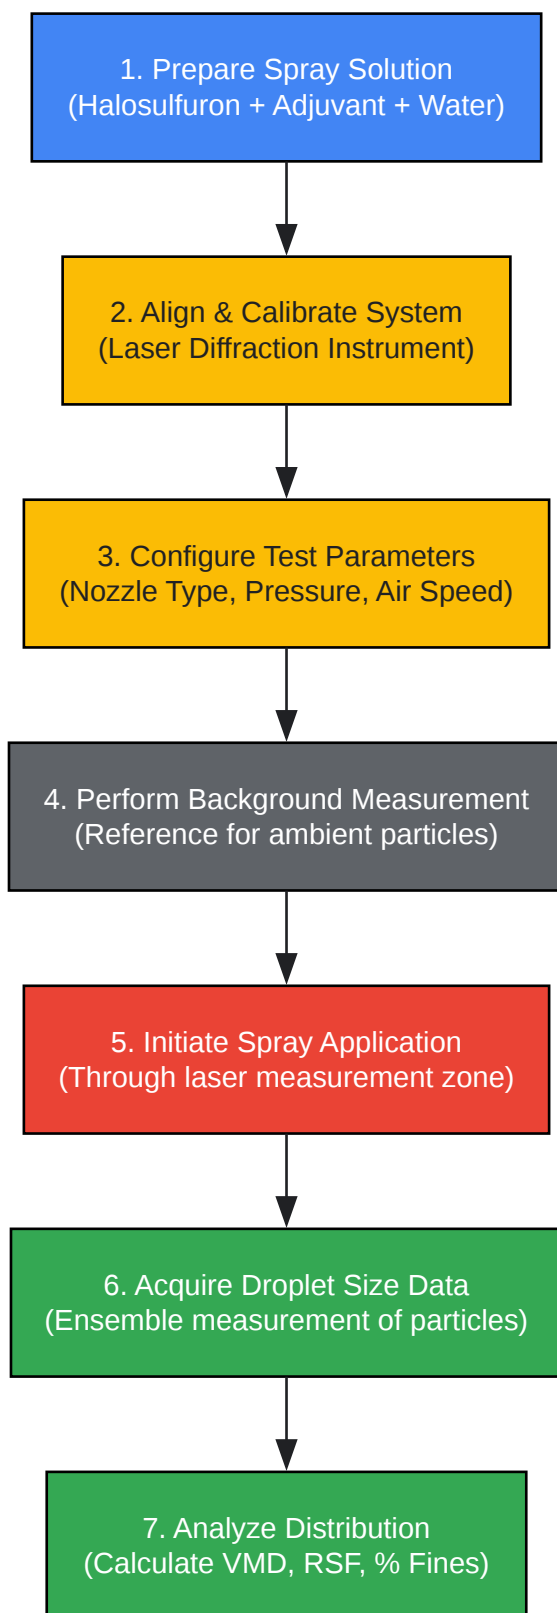 1. Prepare Spray Solution
(Halosulfuron + Adjuvant + Water)
2. Align & Calibrate System
(Laser Diffraction Instrument)
3. Configure Test Parameters
(Nozzle Type, Pressure, Air Speed)
4. Perform Background Measurement
(Reference for ambient particles)
5. Initiate Spray Application
(Through laser measurement zone)
6. Acquire Droplet Size Data
(Ensemble measurement of particles)
7. Analyze Distribution
(Calculate VMD, RSF, % Fines)